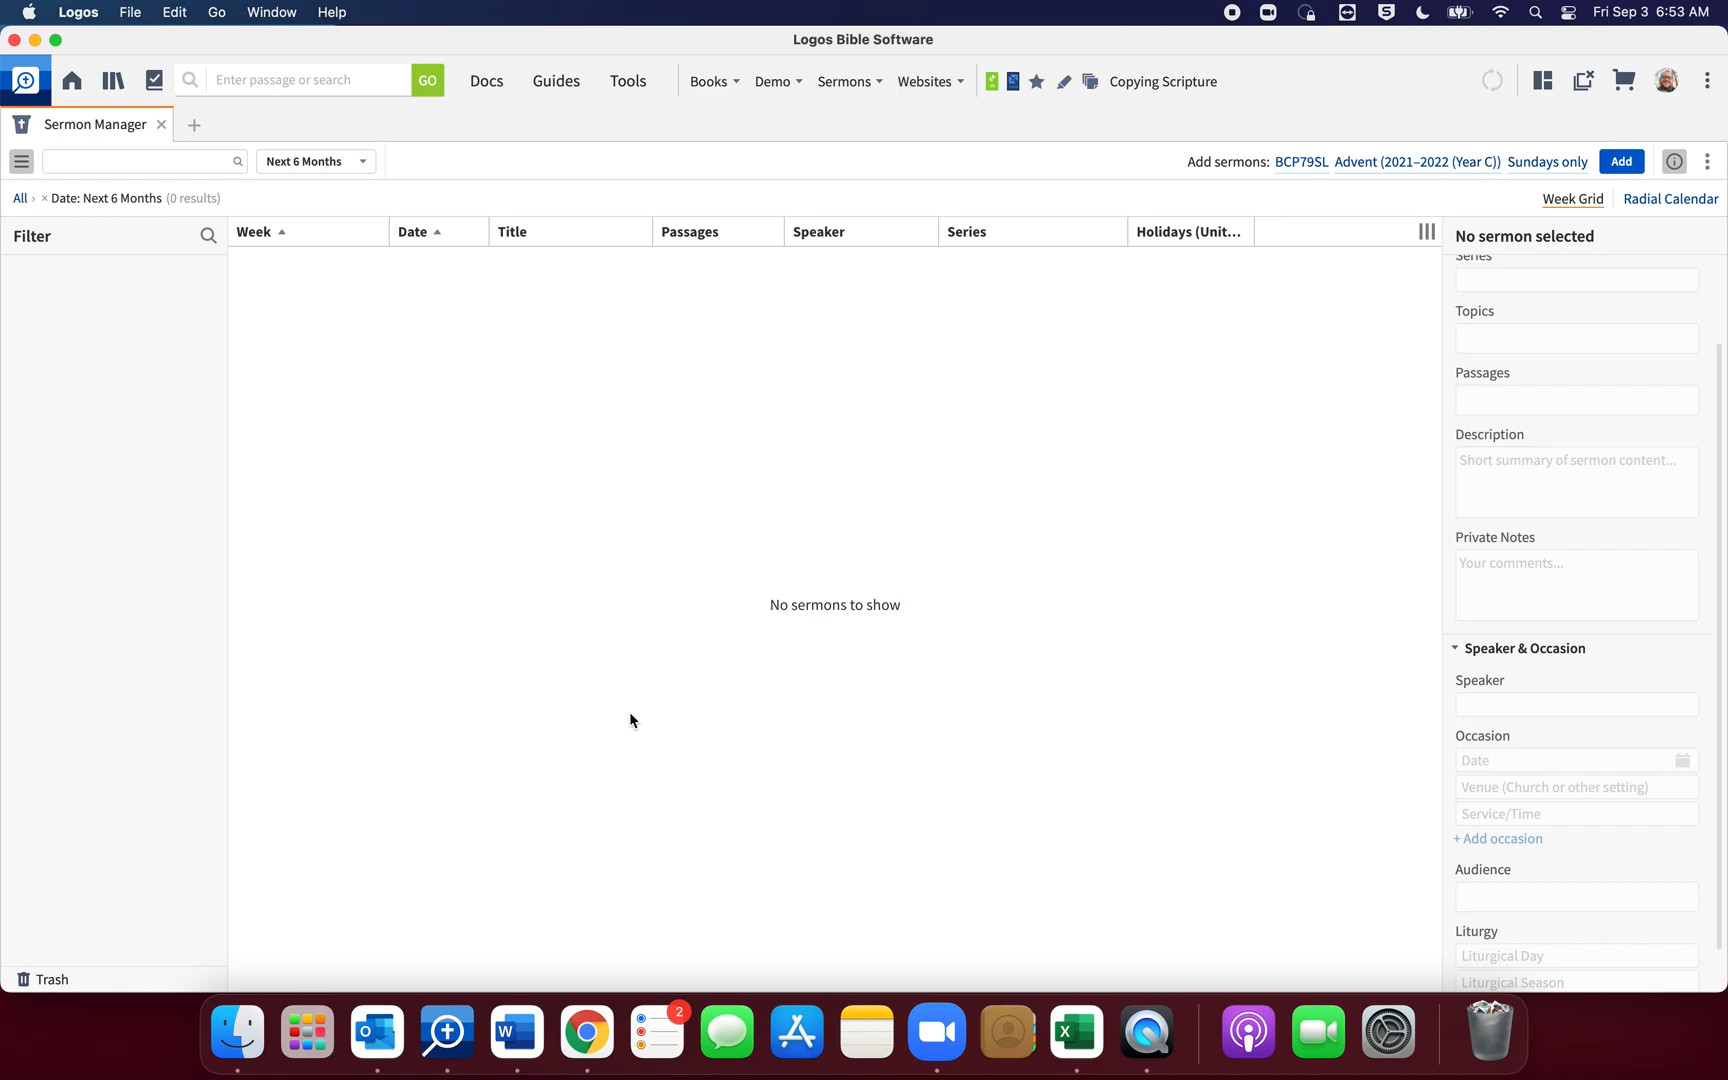 Logos File Edit Go Window Help Fri Sep 3 6:53 AM
Logos Bible Software
Enter passage or search GO Docs Guides Tools Books Demo Sermons Websites Copying Scripture
Sermon Manager
Next 6 Months Add sermons: BCP79SL Advent (2021–2022 (Year C)) Sundays only Add
All › × Date: Next 6 Months (0 results) Week Grid Radial Calendar
Filter Week Date Title Passages Speaker Series Holidays (Unit... No sermon selected
Series
Topics
Passages
Description
Short summary of sermon content...
Private Notes
Your comments...
No sermons to show
Speaker & Occasion
Speaker
Occasion
Date
Venue (Church or other setting)
Service/Time
+ Add occasion
Audience
Liturgy
Liturgical Day
Trash Liturgical Season
2